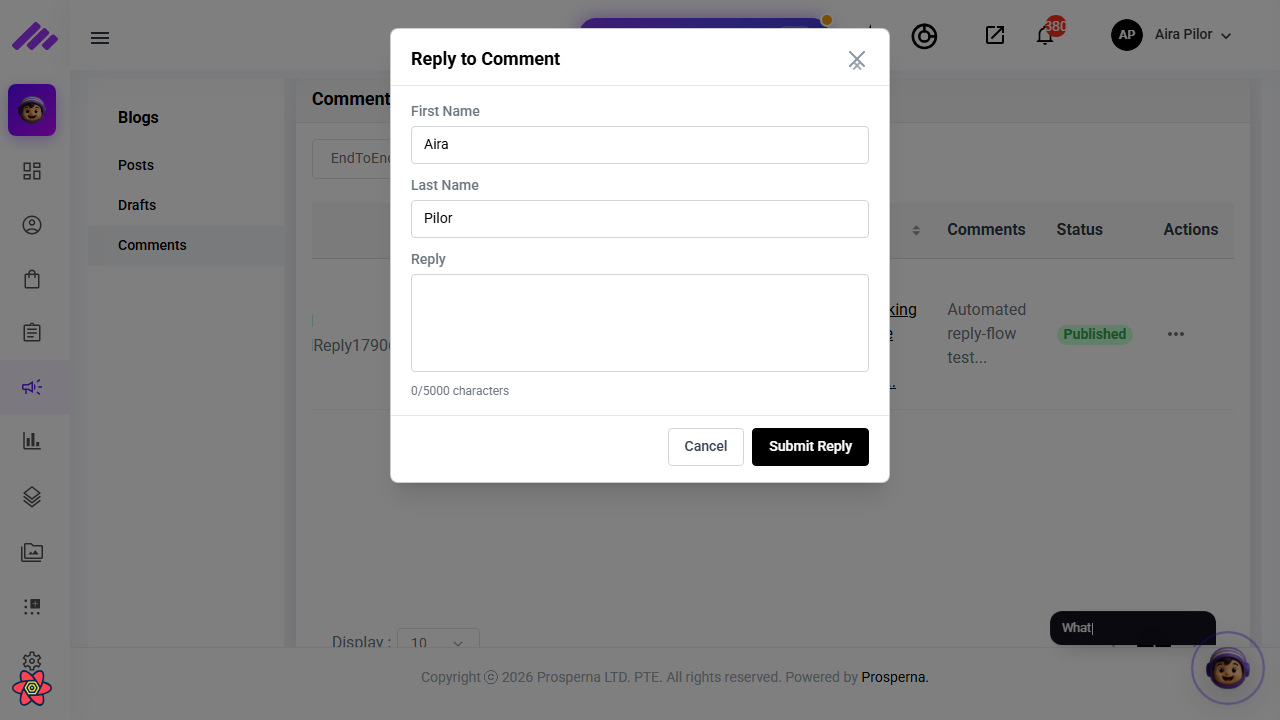 380
AP
Aira Pilor
Blogs
Posts
Drafts
Comments
Comment
EndToEn
Comments
Status
Actions
Reply1790
king
Automated
reply-flow
test...
Published
Display :
10
Reply to Comment
First Name
Aira
Last Name
Pilor
Reply
0/5000 characters
Cancel
Submit Reply
What
Copyright © 2026 Prosperna LTD. PTE. All rights reserved. Powered by Prosperna.